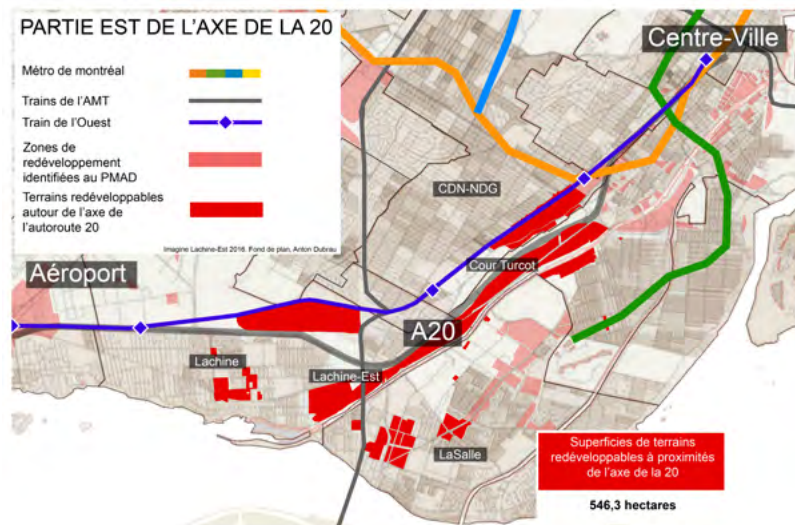 PARTIE EST DE L'AXE DE LA 20
Métro de montréal
Trains de l'AMT
Train de l'Ouest
Zones de
redéveloppement
identifiées au PMAD
Terrains redéveloppables
autour de l'axe de
l'autoroute 20
Imagine Lachine-Est 2016. Fond de plan, Anton Dubrau
Centre-Ville
CDN-NDG
Aéroport
Cour Turcot
A20
Lachine
Lachine-Est
LaSalle
Superficies de terrains
redéveloppables à proximités
de l'axe de la 20
546,3 hectares